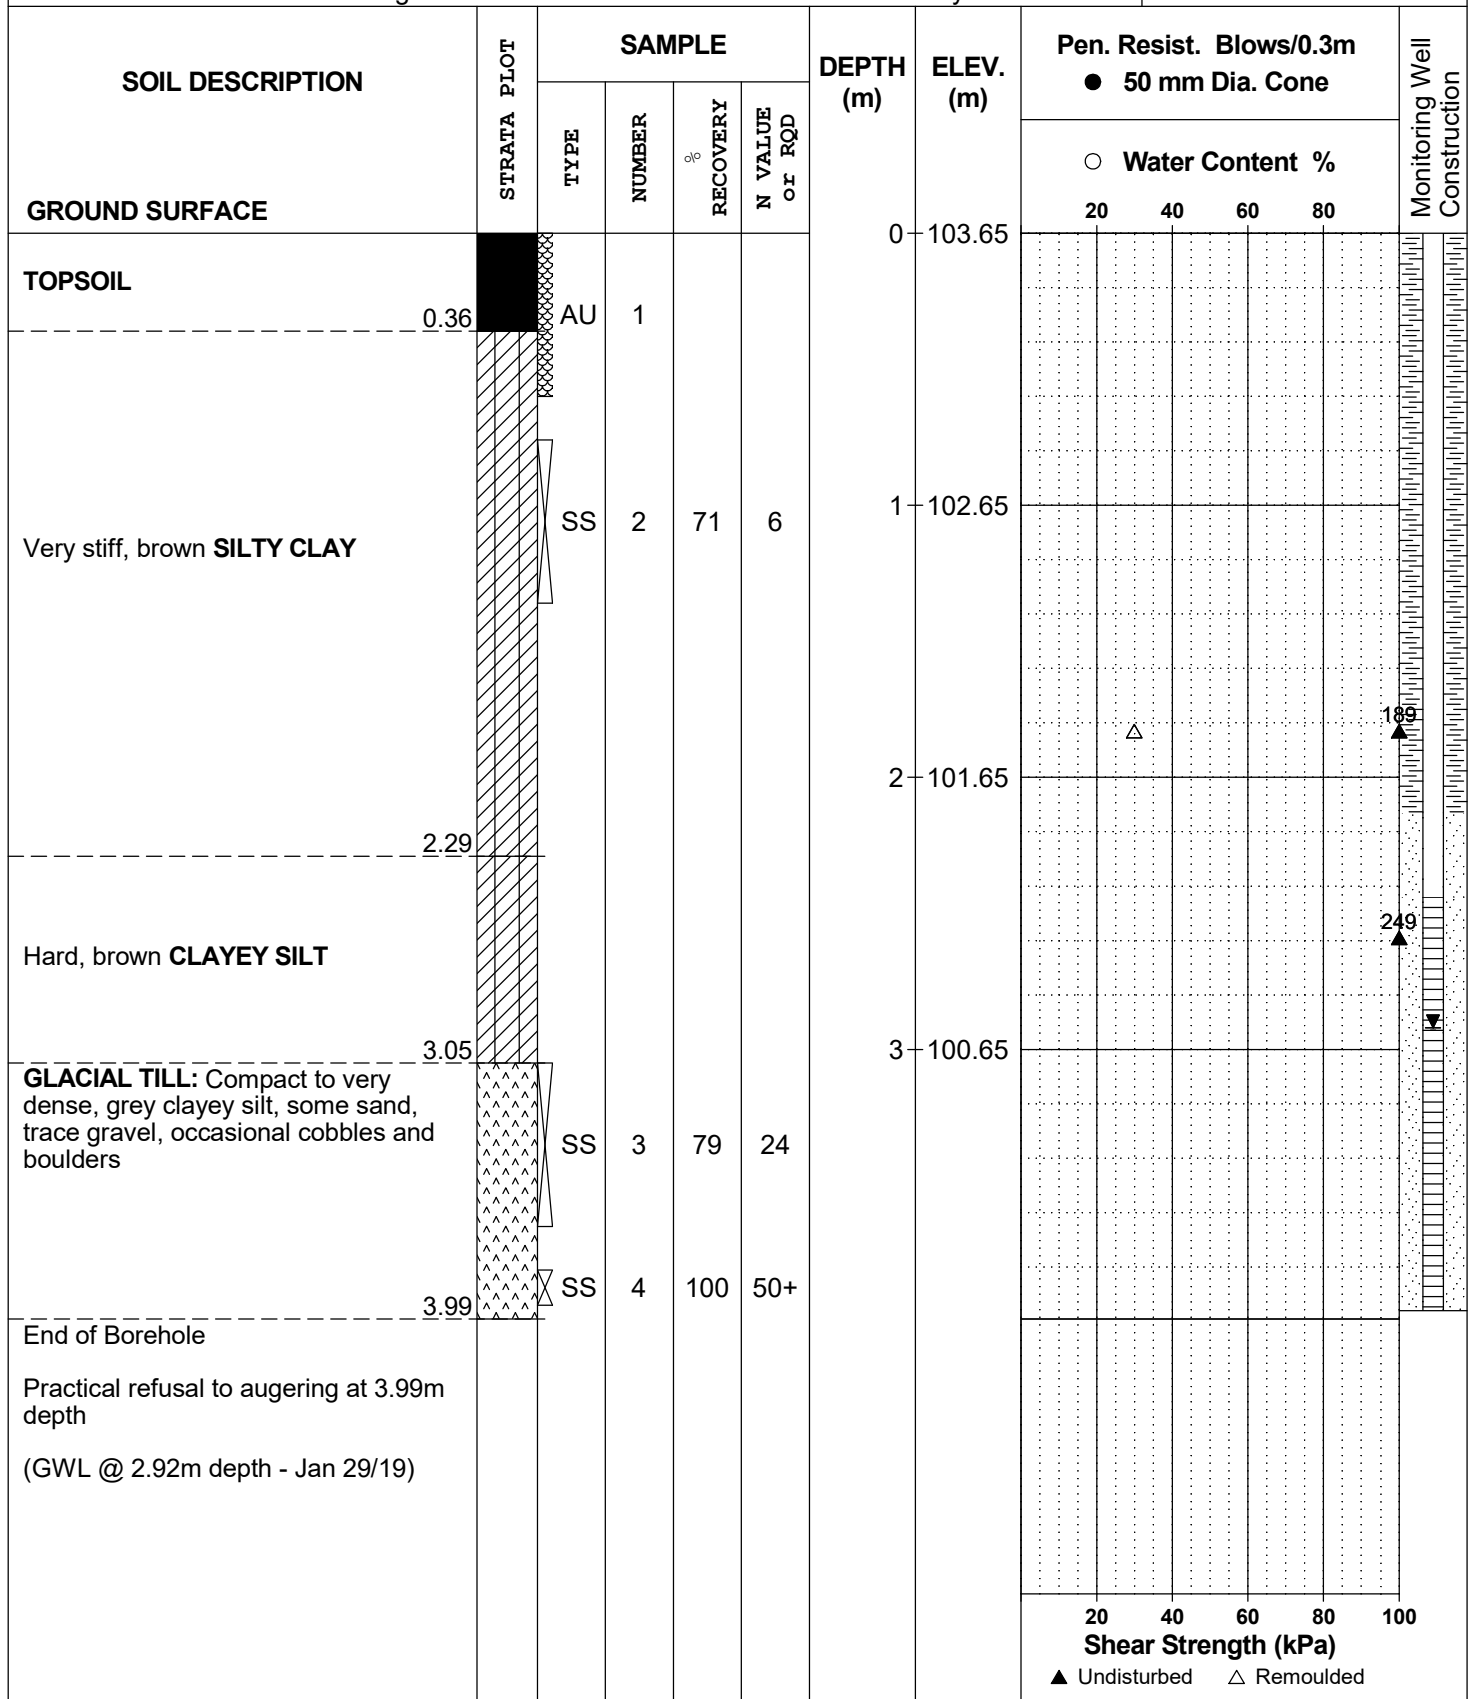 SOIL DESCRIPTION
GROUND SURFACE
STRATA PLOT
SAMPLE
TYPE
NUMBER
%
RECOVERY
N VALUE
or RQD
DEPTH
(m)
ELEV.
(m)
Pen. Resist. Blows/0.3m
● 50 mm Dia. Cone
○ Water Content %
20 40 60 80
Monitoring Well
Construction
0 103.65
TOPSOIL
0.36
AU 1
1 102.65
SS 2 71 6
Very stiff, brown SILTY CLAY
189
2 101.65
2.29
249
Hard, brown CLAYEY SILT
3.05
3 100.65
GLACIAL TILL: Compact to very
dense, grey clayey silt, some sand,
trace gravel, occasional cobbles and
boulders
SS 3 79 24
SS 4 100 50+
3.99
End of Borehole
Practical refusal to augering at 3.99m
depth
(GWL @ 2.92m depth - Jan 29/19)
20 40 60 80 100
Shear Strength (kPa)
▲ Undisturbed △ Remoulded